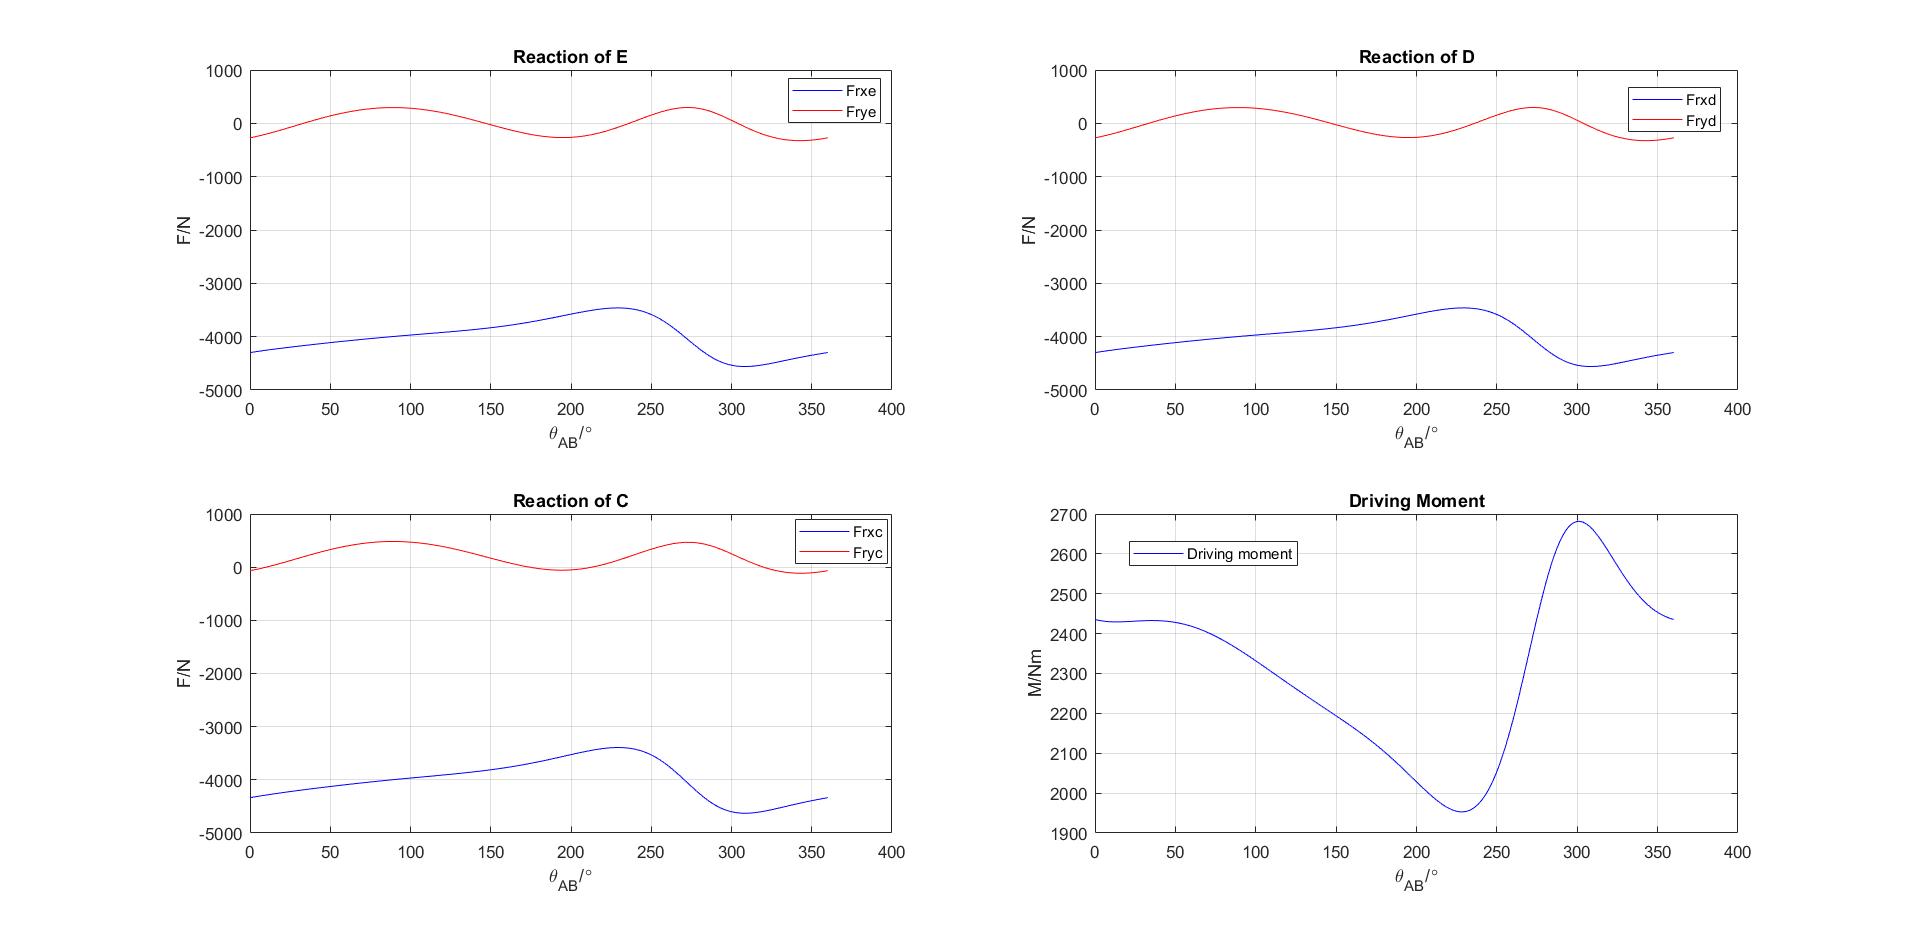 Reaction of E
1000
0
-1000
-2000
-3000
-4000
-5000
F/N
Frxe
Frye
0 50 100 150 200 250 300 350 400
θAB/°
Reaction of D
1000
0
-1000
-2000
-3000
-4000
-5000
F/N
Frxd
Fryd
0 50 100 150 200 250 300 350 400
θAB/°
Reaction of C
1000
0
-1000
-2000
-3000
-4000
-5000
F/N
Frxc
Fryc
0 50 100 150 200 250 300 350 400
θAB/°
Driving Moment
2700
2600
2500
2400
2300
2200
2100
2000
1900
M/Nm
Driving moment
0 50 100 150 200 250 300 350 400
θAB/°